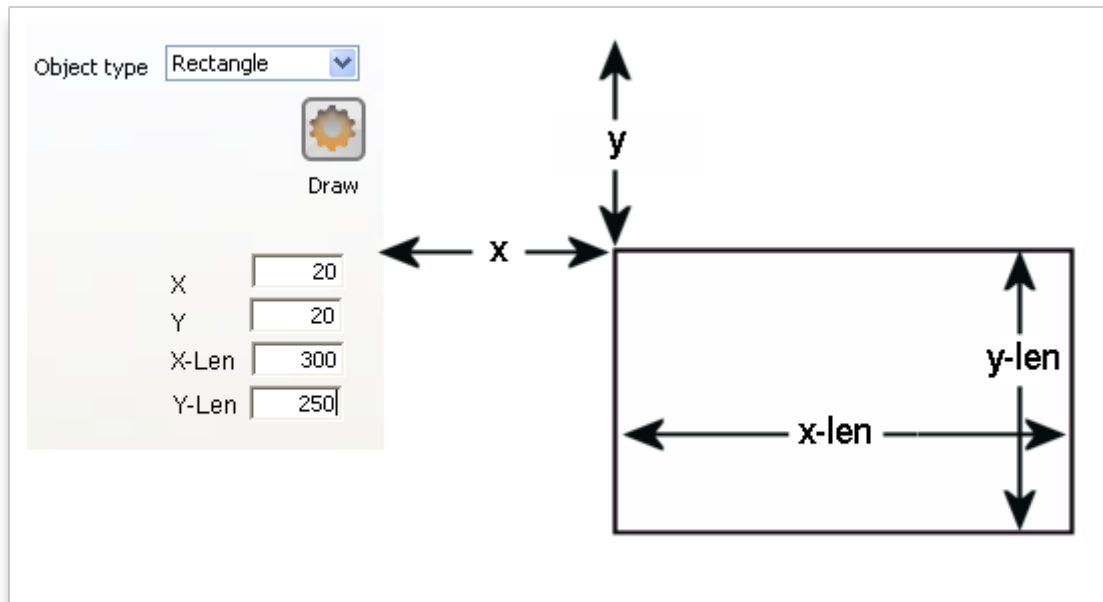 Object type Rectangle
Draw
X 20
Y 20
X-Len 300
Y-Len 250
y
x
y-len
x-len